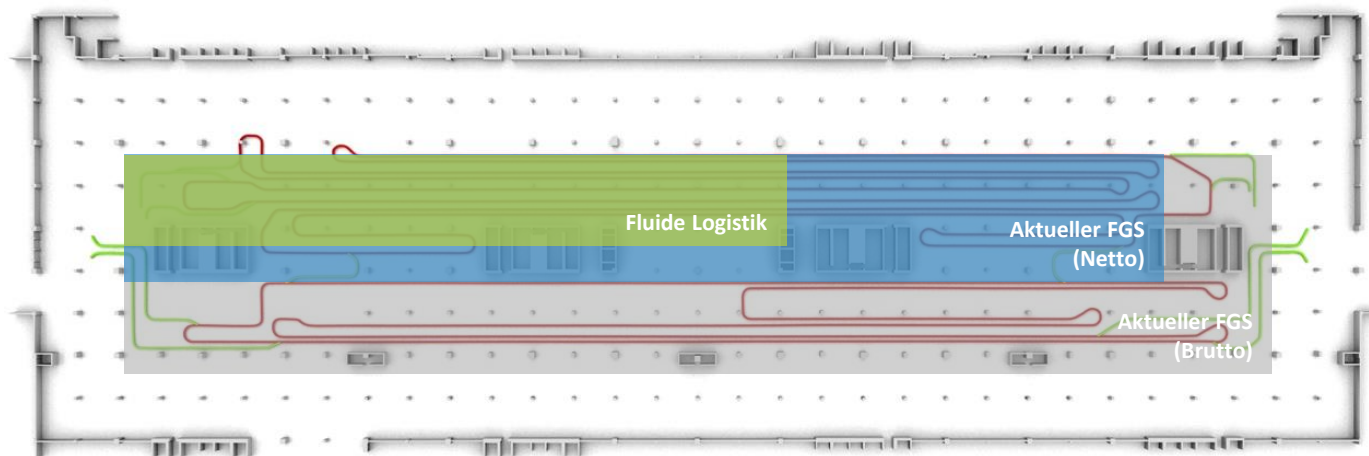 Fluide Logistik
Aktueller FGS
(Netto)
Aktueller FGS
(Brutto)